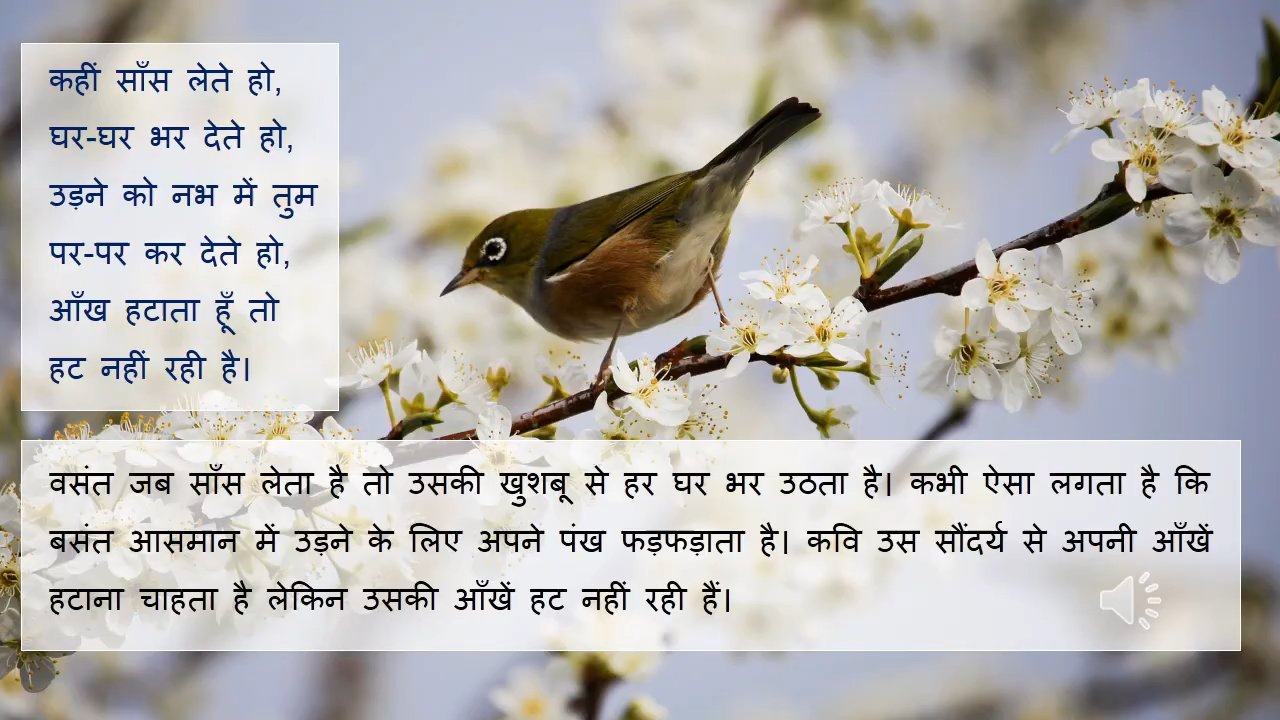 कहीं साँस लेते हो,
घर-घर भर देते हो,
उड़ने को नभ में तुम
पर-पर कर देते हो,
आँख हटाता हूँ तो
हट नहीं रही है।
वसंत जब साँस लेता है तो उसकी खुशबू से हर घर भर उठता है। कभी ऐसा लगता है कि
बसंत आसमान में उड़ने के लिए अपने पंख फड़फड़ाता है। कवि उस सौंदर्य से अपनी आँखें
हटाना चाहता है लेकिन उसकी आँखें हट नहीं रही हैं।